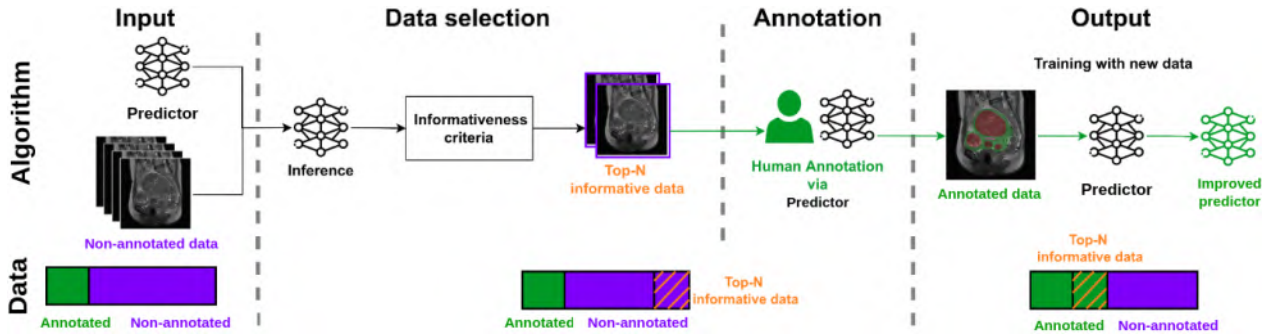 Input
Data selection
Annotation
Output
Algorithm
Predictor
Non-annotated data
Inference
Informativeness
criteria
Top-N
informative data
Human Annotation
via
Predictor
Training with new data
Annotated data
Predictor
Improved
predictor
Data
Annotated
Non-annotated
Annotated
Non-annotated
Top-N
informative data
Top-N
informative data
Annotated
Non-annotated